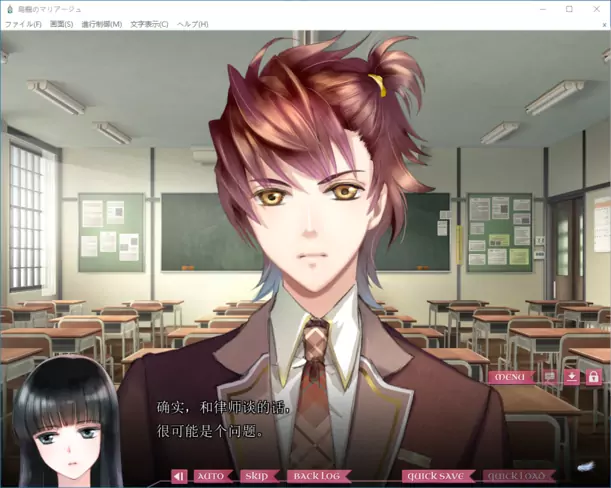 鳥籠のマリアージュ
ファイル(F) 画面(S) 進行制御(M) 文字表示(C) ヘルプ(H)
MENU
确实，和律师谈的话，
很可能是个问题。
AUTO SKIP BACK LOG QUICK SAVE QUICK LOAD